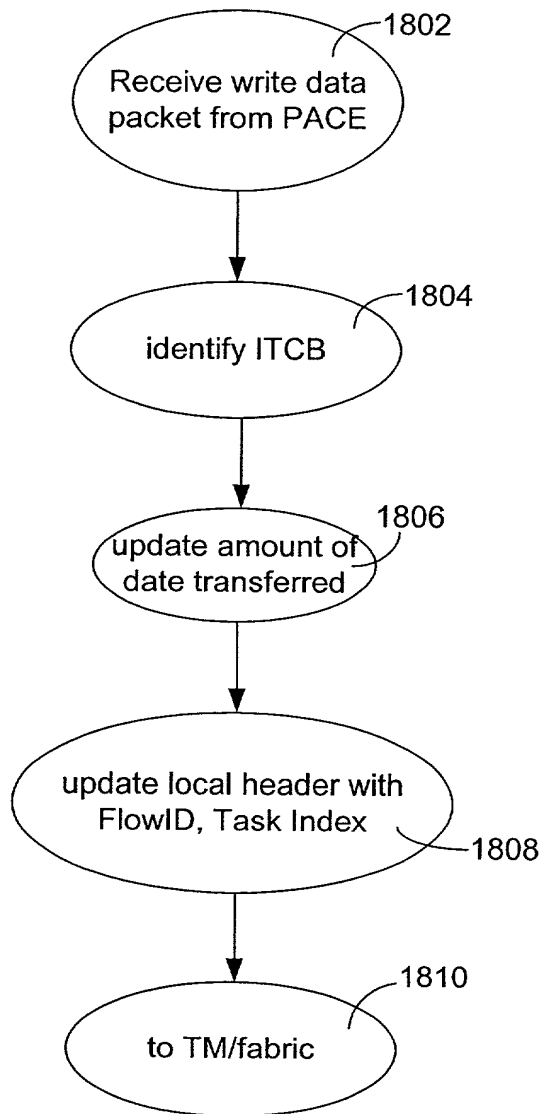 1802
Receive write data
packet from PACE
1804
identify ITCB
1806
update amount of
date transferred
update local header with
FlowID, Task Index
1808
1810
to TM/fabric